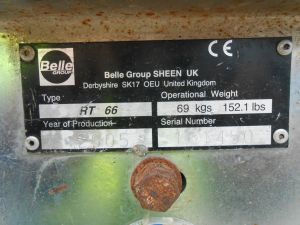 Belle
GROUP
CE
Belle Group SHEEN UK
Derbyshire SK17 OEU United Kingdom
Type
Operational Weight
RT 66
69 kgs 152.1 lbs
Year of Production
Serial Number